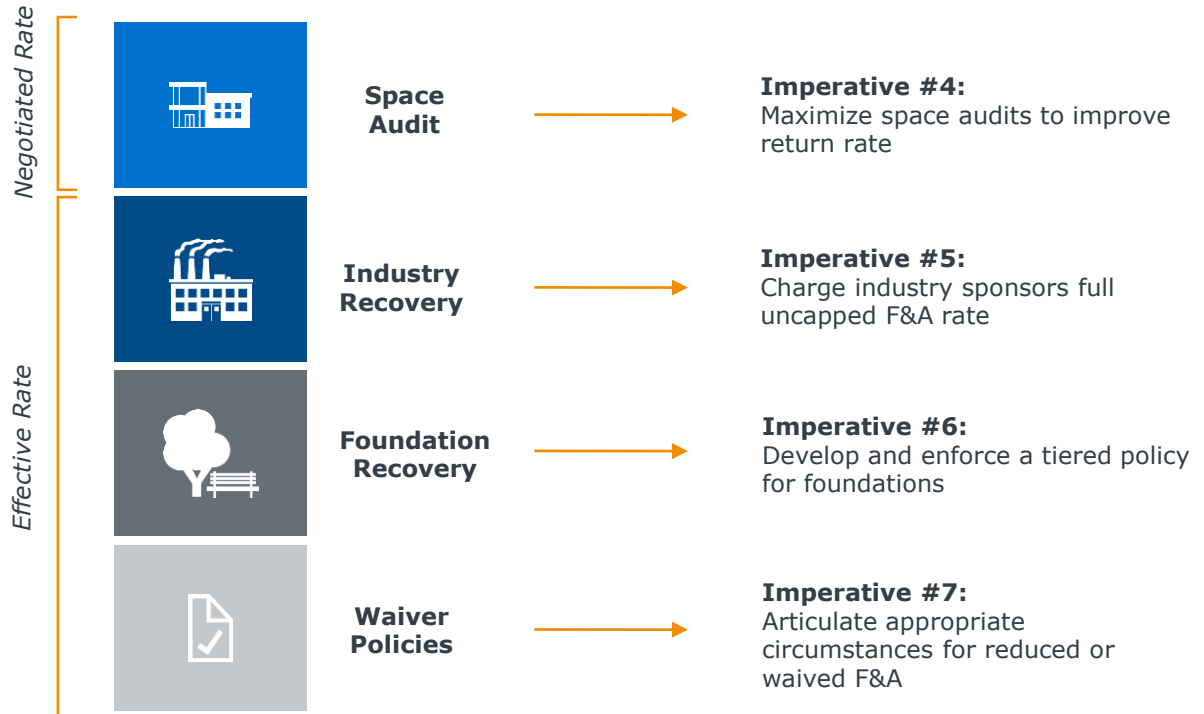 Negotiated Rate
Space
Audit
Imperative #4:
Maximize space audits to improve
return rate
Effective Rate
Industry
Recovery
Imperative #5:
Charge industry sponsors full
uncapped F&A rate
Foundation
Recovery
Imperative #6:
Develop and enforce a tiered policy
for foundations
Waiver
Policies
Imperative #7:
Articulate appropriate
circumstances for reduced or
waived F&A